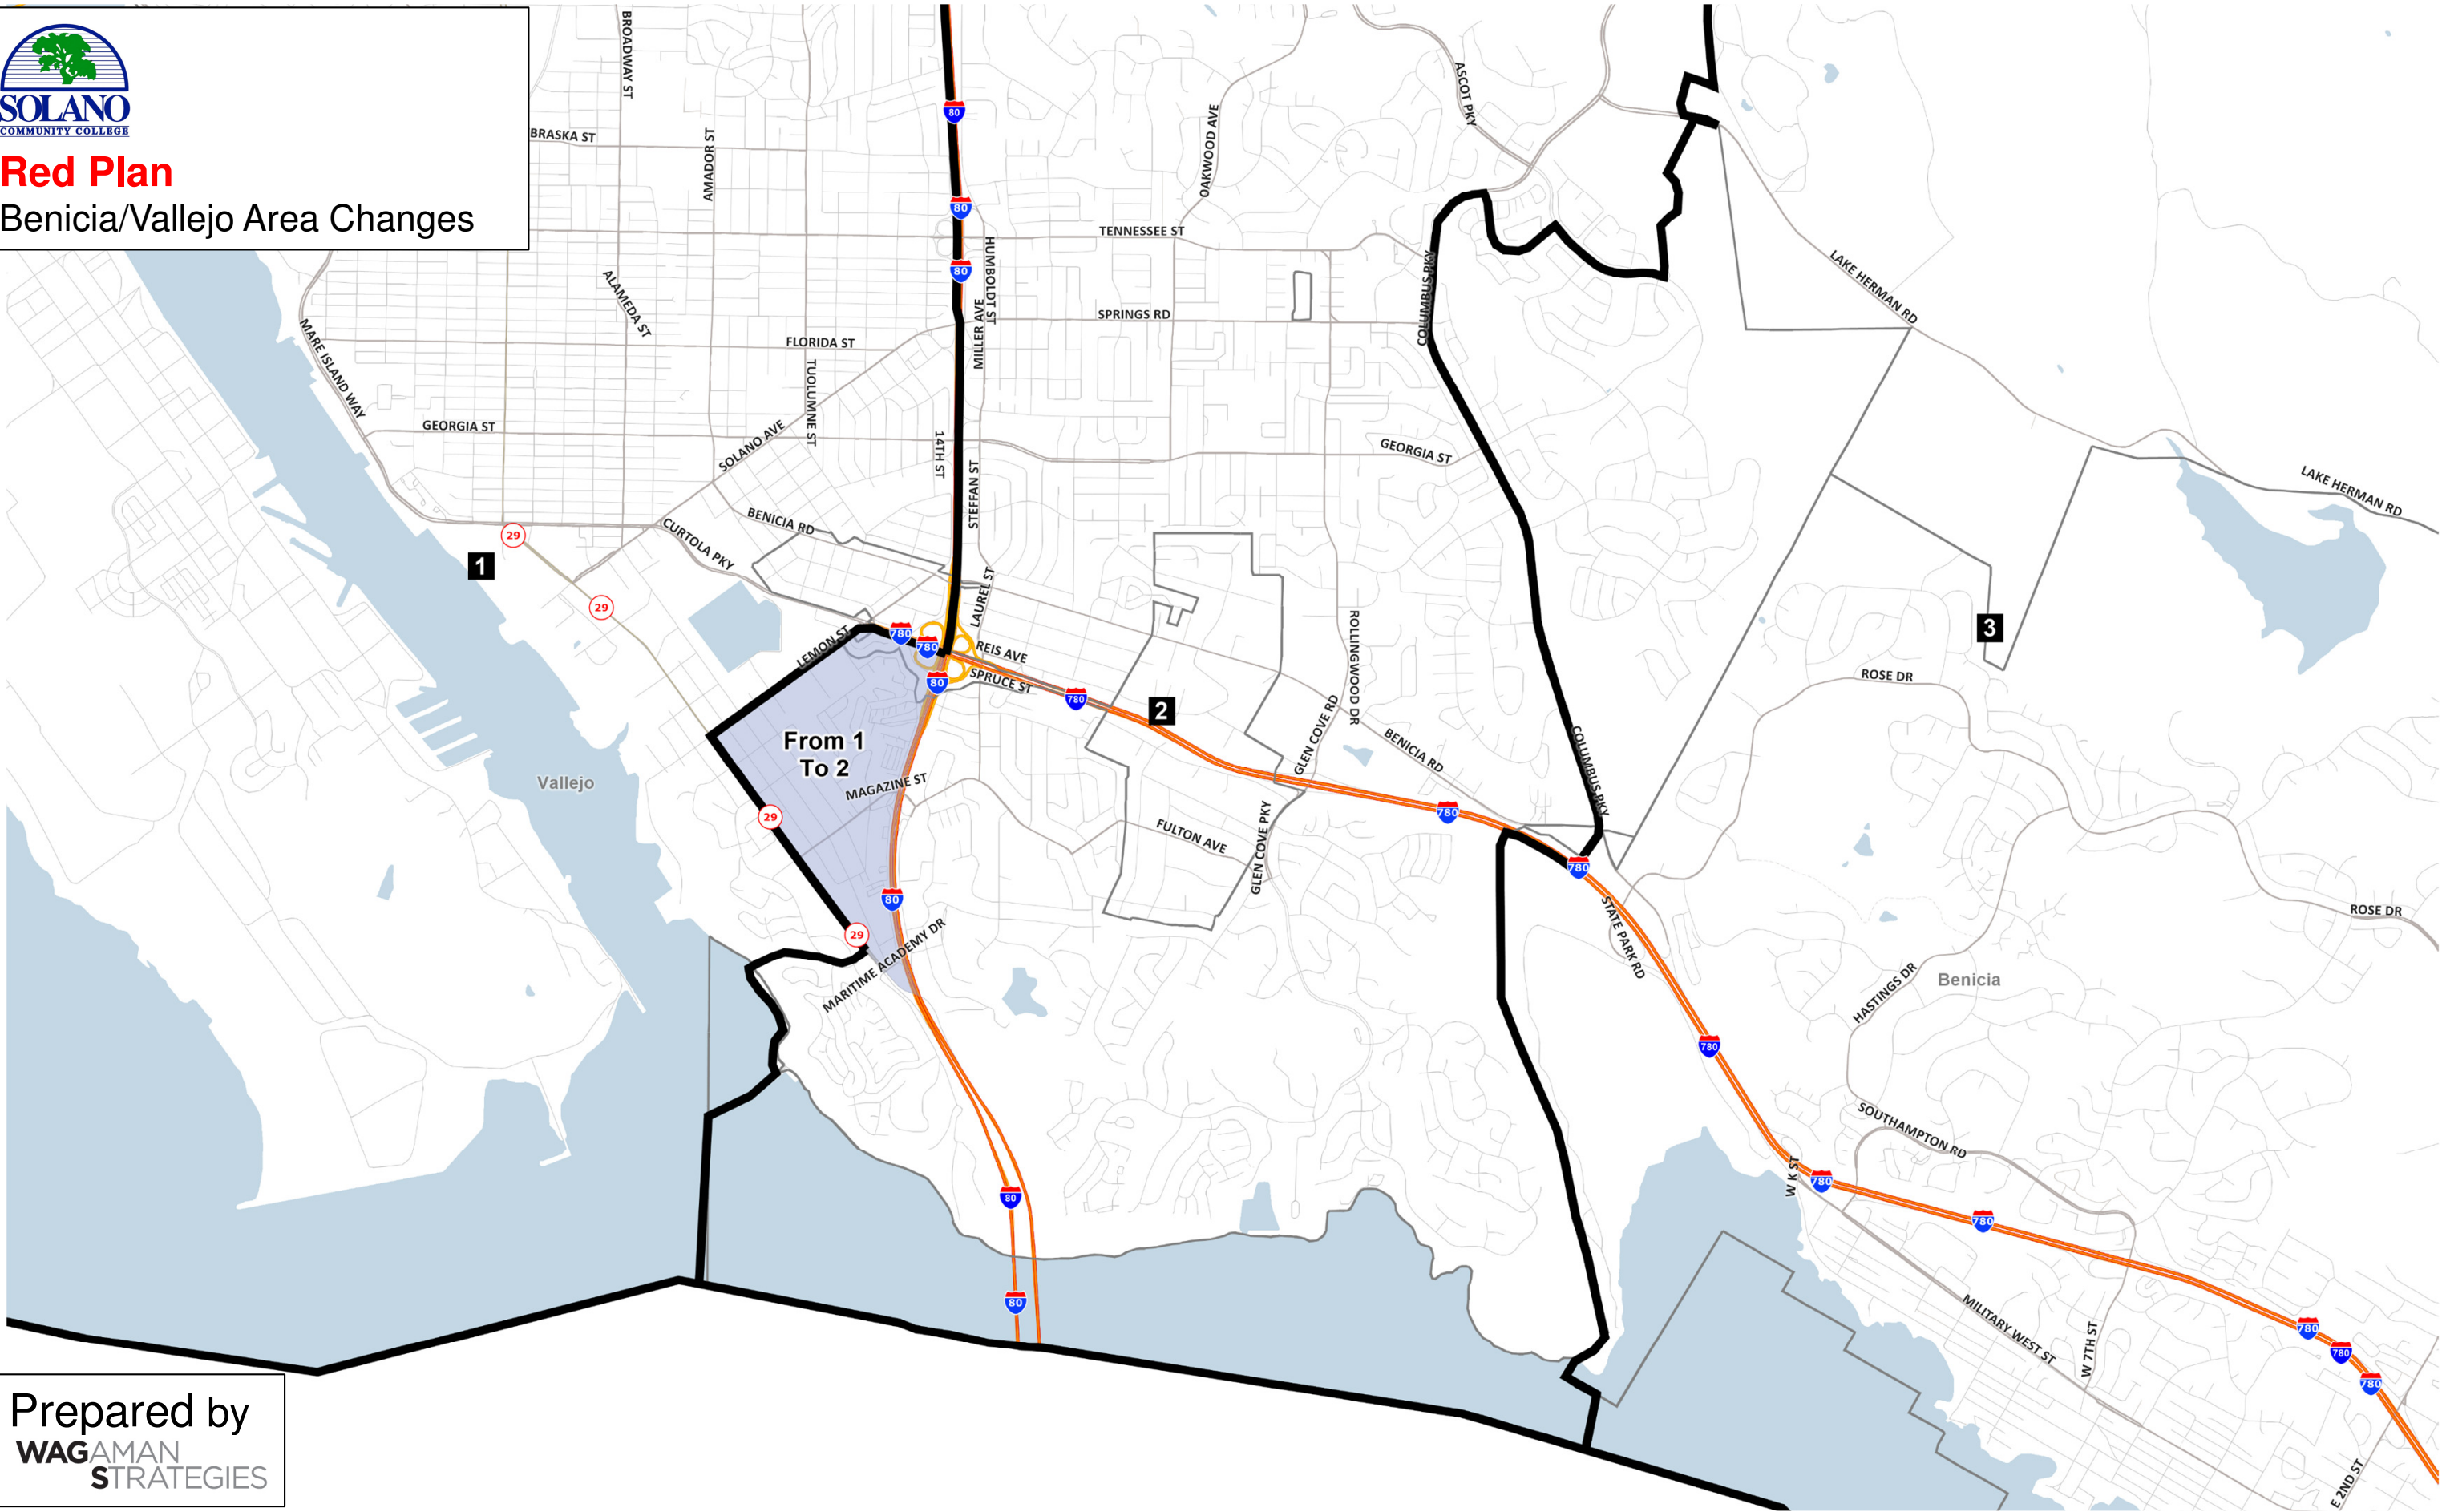 SOLANO
COMMUNITY COLLEGE
Red Plan
Benicia/Vallejo Area Changes
BROADWAY ST
BRASKA ST
AMADOR ST
80
OAKWOOD AVE
ASCOT PKY
80
TENNESSEE ST
HUMBOLDT ST
80
ALAMEDA ST
COLUMBUS PKY
LAKE HERMAN RD
MARE ISLAND WAY
SPRINGS RD
MILLER AVE
FLORIDA ST
TUOLUMNE ST
GEORGIA ST
SOLANO AVE
14TH ST
GEORGIA ST
STEFFAN ST
LAKE HERMAN RD
BENICIA RD
CURTOLA PKY
29
1
29
LAUREL ST
LEMON ST
780
780
REIS AVE
80
SPRUCE ST
780
2
ROLLINGWOOD DR
3
ROSE DR
From 1
To 2
GLEN COVE RD
BENICIA RD
COLUMBUS PKY
Vallejo
MAGAZINE ST
29
780
FULTON AVE
GLEN COVE PKY
780
80
29
MARITIME ACADEMY DR
STATE PARK RD
ROSE DR
HASTINGS DR
Benicia
780
SOUTHAMPTON RD
W K ST
780
80
780
80
MILITARY WEST ST
W 7TH ST
780
780
780
E 2ND ST
Prepared by
WAGAMAN
STRATEGIES